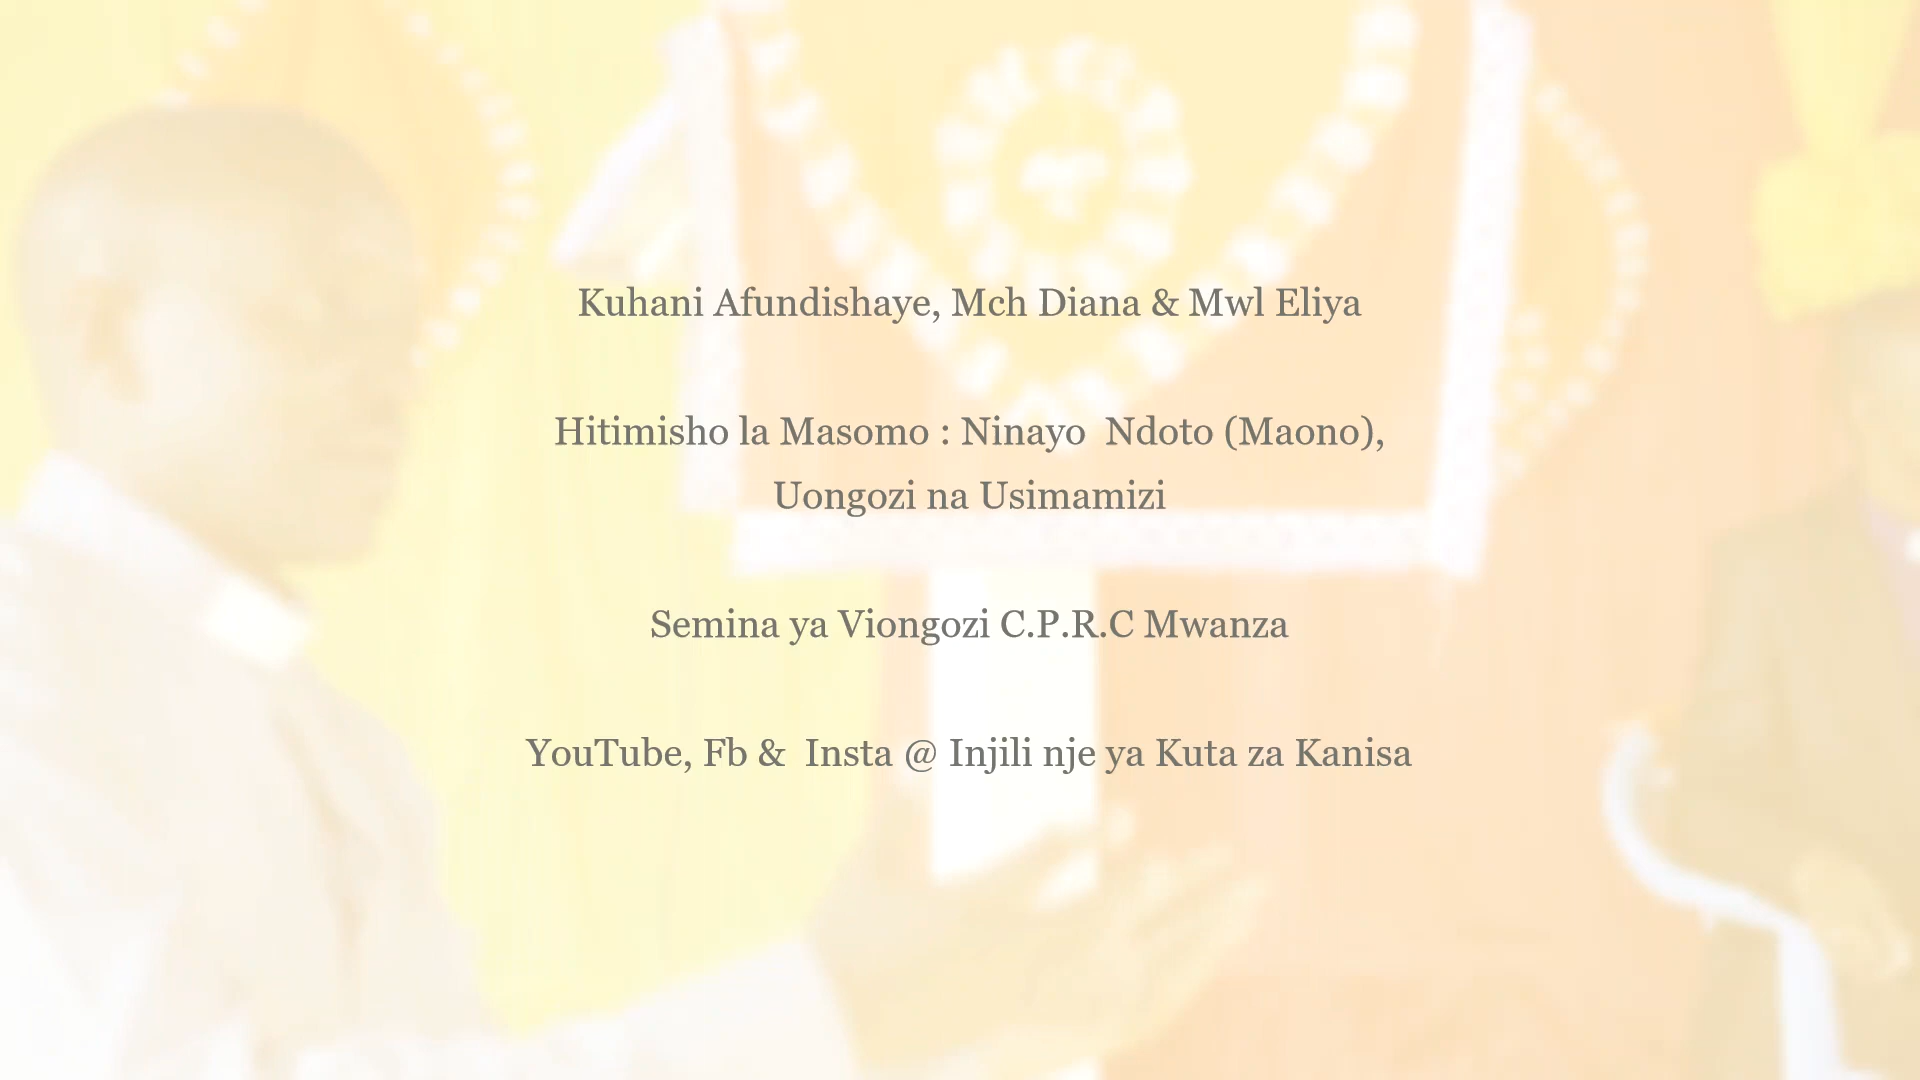 Kuhani Afundishaye, Mch Diana & Mwl Eliya
Hitimisho la Masomo : Ninayo  Ndoto (Maono),
Uongozi na Usimamizi
Semina ya Viongozi C.P.R.C Mwanza
YouTube, Fb &  Insta @ Injili nje ya Kuta za Kanisa